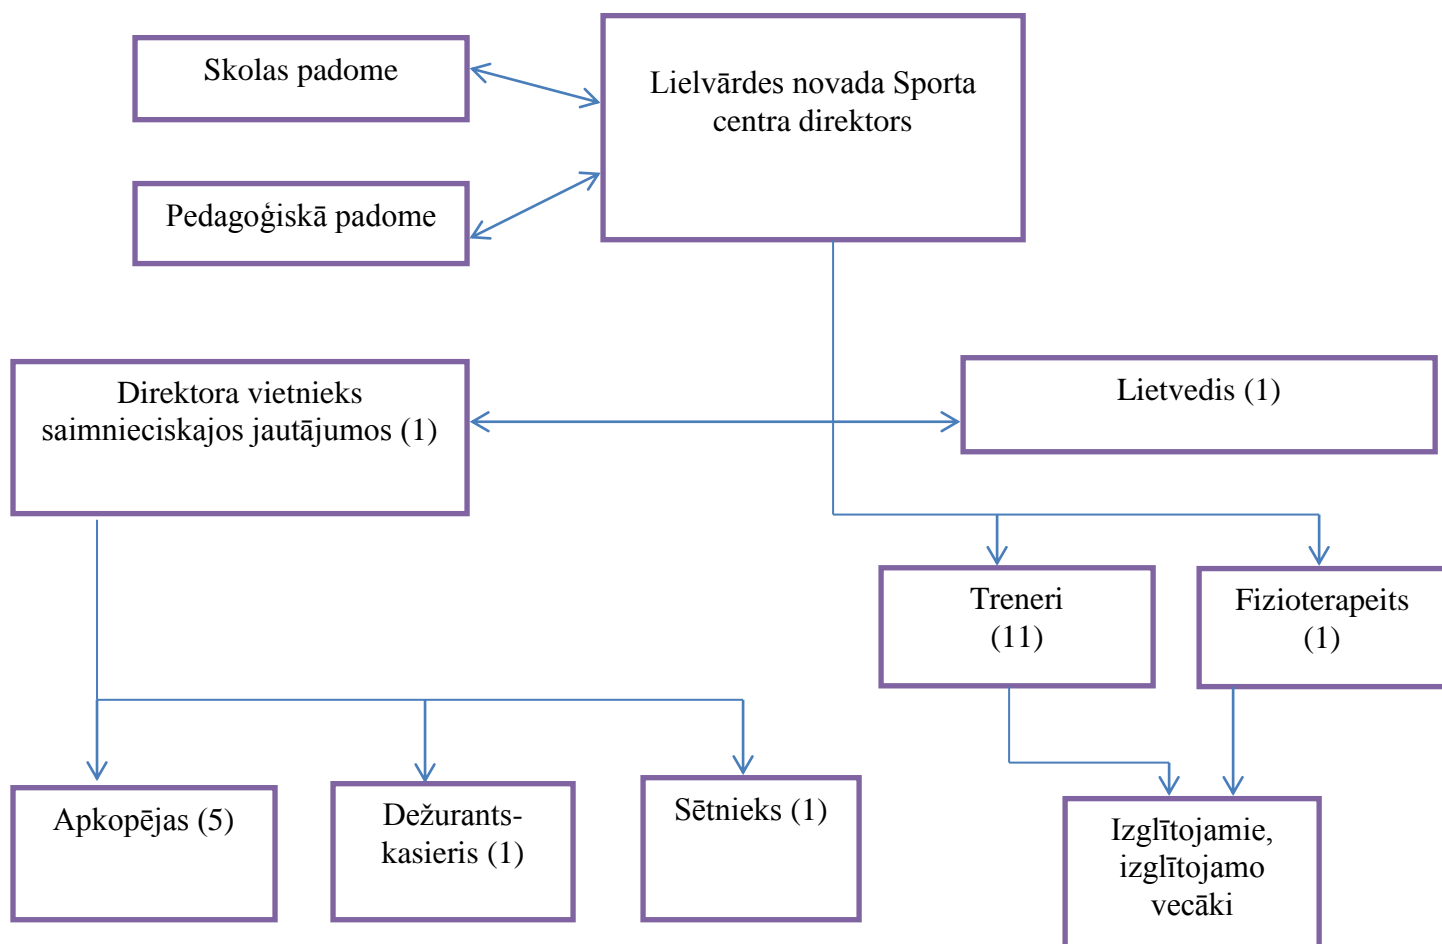 Skolas padome
Lielvārdes novada Sporta
centra direktors
Pedagoģiskā padome
Direktora vietnieks
saimnieciskajos jautājumos (1)
Lietvedis (1)
Treneri
(11)
Fizioterapeits
(1)
Apkopējas (5)
Dežurants-
kasieris (1)
Sētnieks (1)
Izglītojamie,
izglītojamo
vecāki